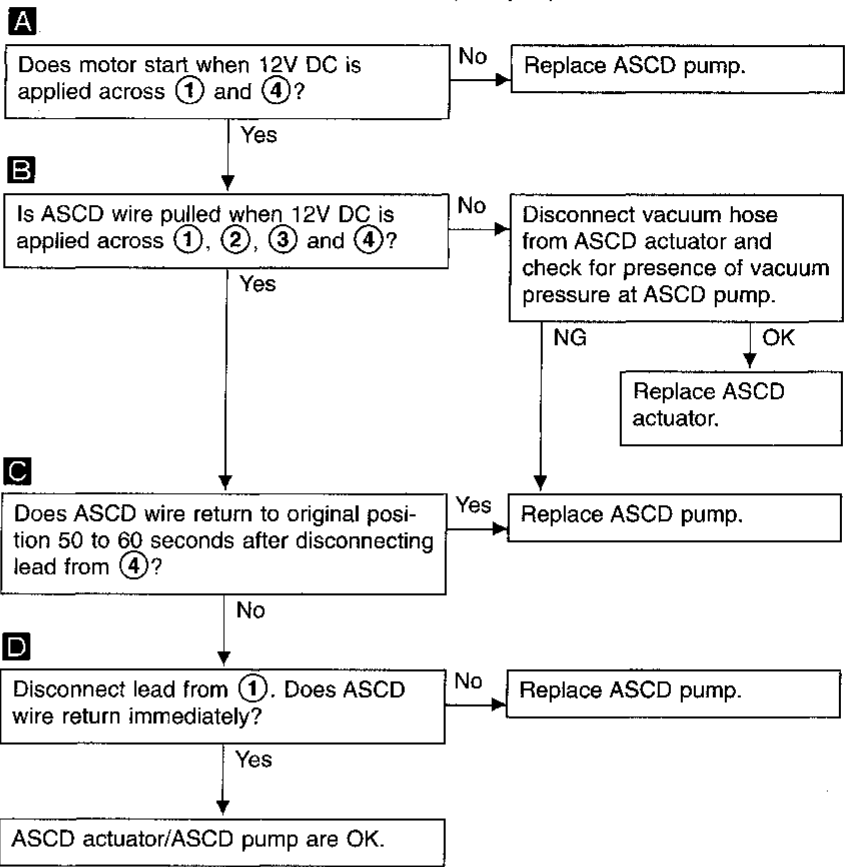 A
Does motor start when 12V DC is
applied across ① and ④?
No
Replace ASCD pump.
Yes
B
Is ASCD wire pulled when 12V DC is
applied across ①, ②, ③ and ④?
No
Disconnect vacuum hose
from ASCD actuator and
check for presence of vacuum
pressure at ASCD pump.
Yes
NG
OK
Replace ASCD
actuator.
C
Does ASCD wire return to original posi-
tion 50 to 60 seconds after disconnecting
lead from ④?
Yes
Replace ASCD pump.
No
D
Disconnect lead from ①. Does ASCD
wire return immediately?
No
Replace ASCD pump.
Yes
ASCD actuator/ASCD pump are OK.